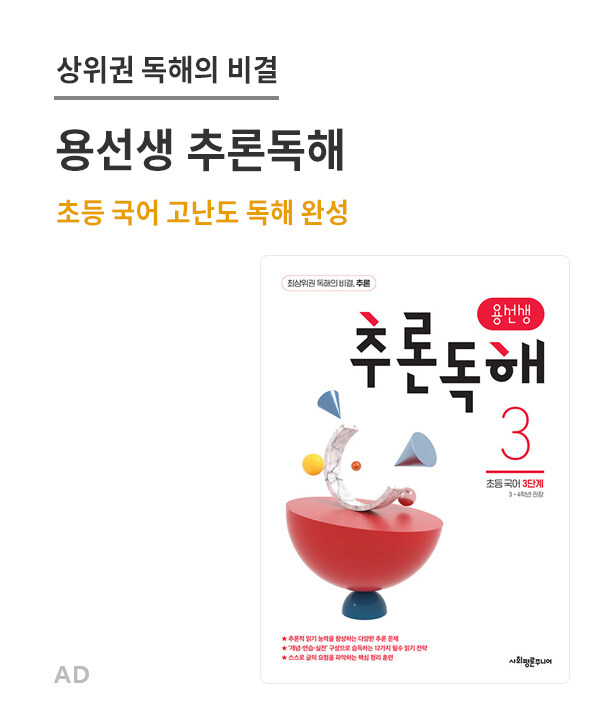 상위권 독해의 비결
용선생 추론독해
초등 국어 고난도 독해 완성
최상위권 독해의 비결, 추론
용선생
추론독해
3
초등 국어 3단계
3·4학년 권장
★ 추론적 읽기 능력을 향상하는 다양한 추론 문제
★ '개념-연습-실전' 구성으로 습득하는 12가지 필수 읽기 전략
★ 스스로 글의 요점을 파악하는 핵심 정리 훈련
사회평론주니어
AD